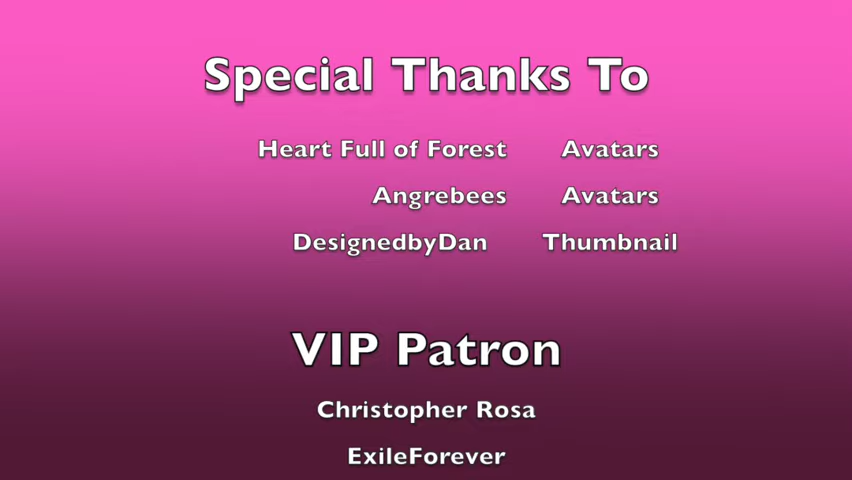 Special Thanks To
Heart Full of Forest Avatars
Angrebees Avatars
DesignedbyDan Thumbnail
VIP Patron
Christopher Rosa
ExileForever